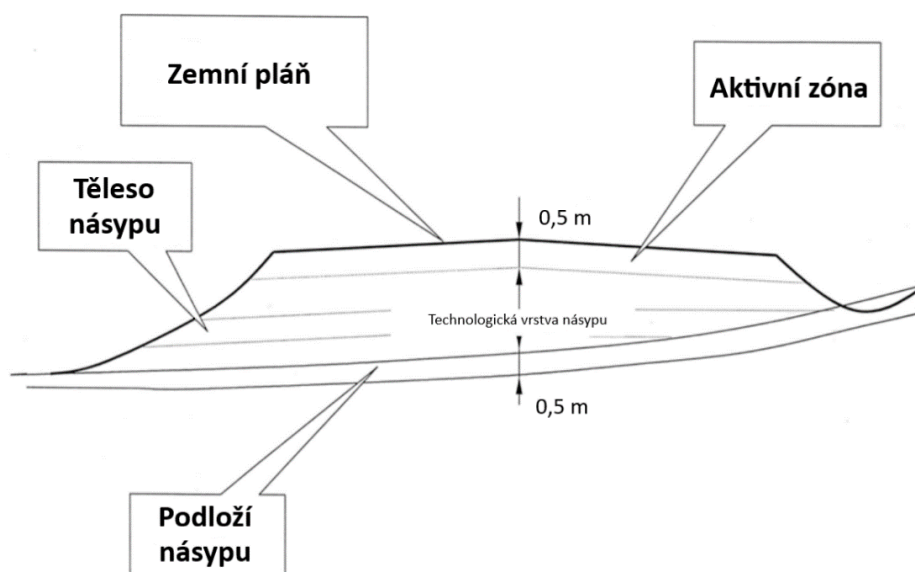 Zemní pláň
Aktivní zóna
Těleso
násypu
0,5 m
Technologická vrstva násypu
0,5 m
Podloží
násypu